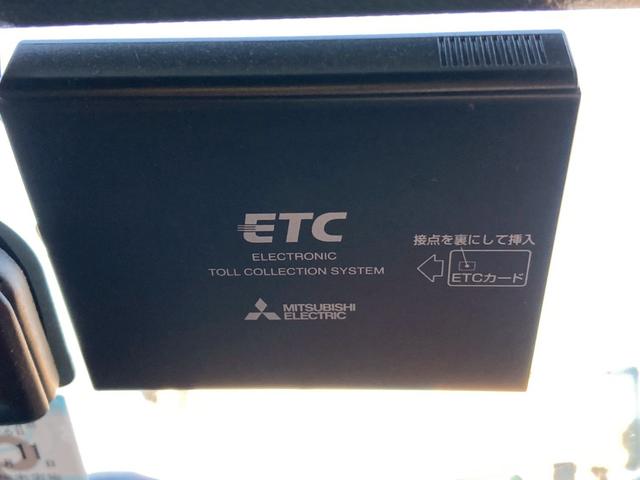 ETC
ELECTRONIC
TOLL COLLECTION SYSTEM
接点を裏にして挿入
ETCカード
MITSUBISHI
ELECTRIC
11